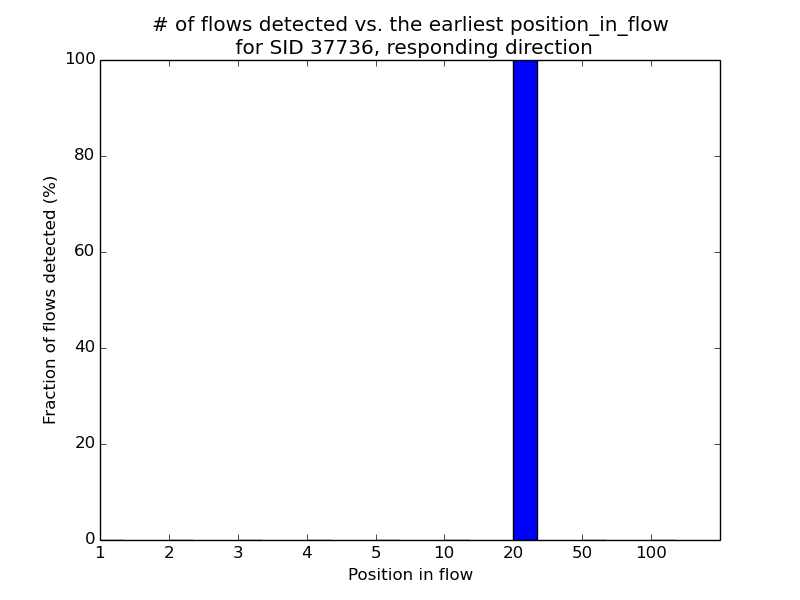 # of flows detected vs. the earliest position_in_flow
for SID 37736, responding direction
Fraction of flows detected (%)
100
80
60
40
20
0
1 2 3 4 5 10 20 50 100
Position in flow